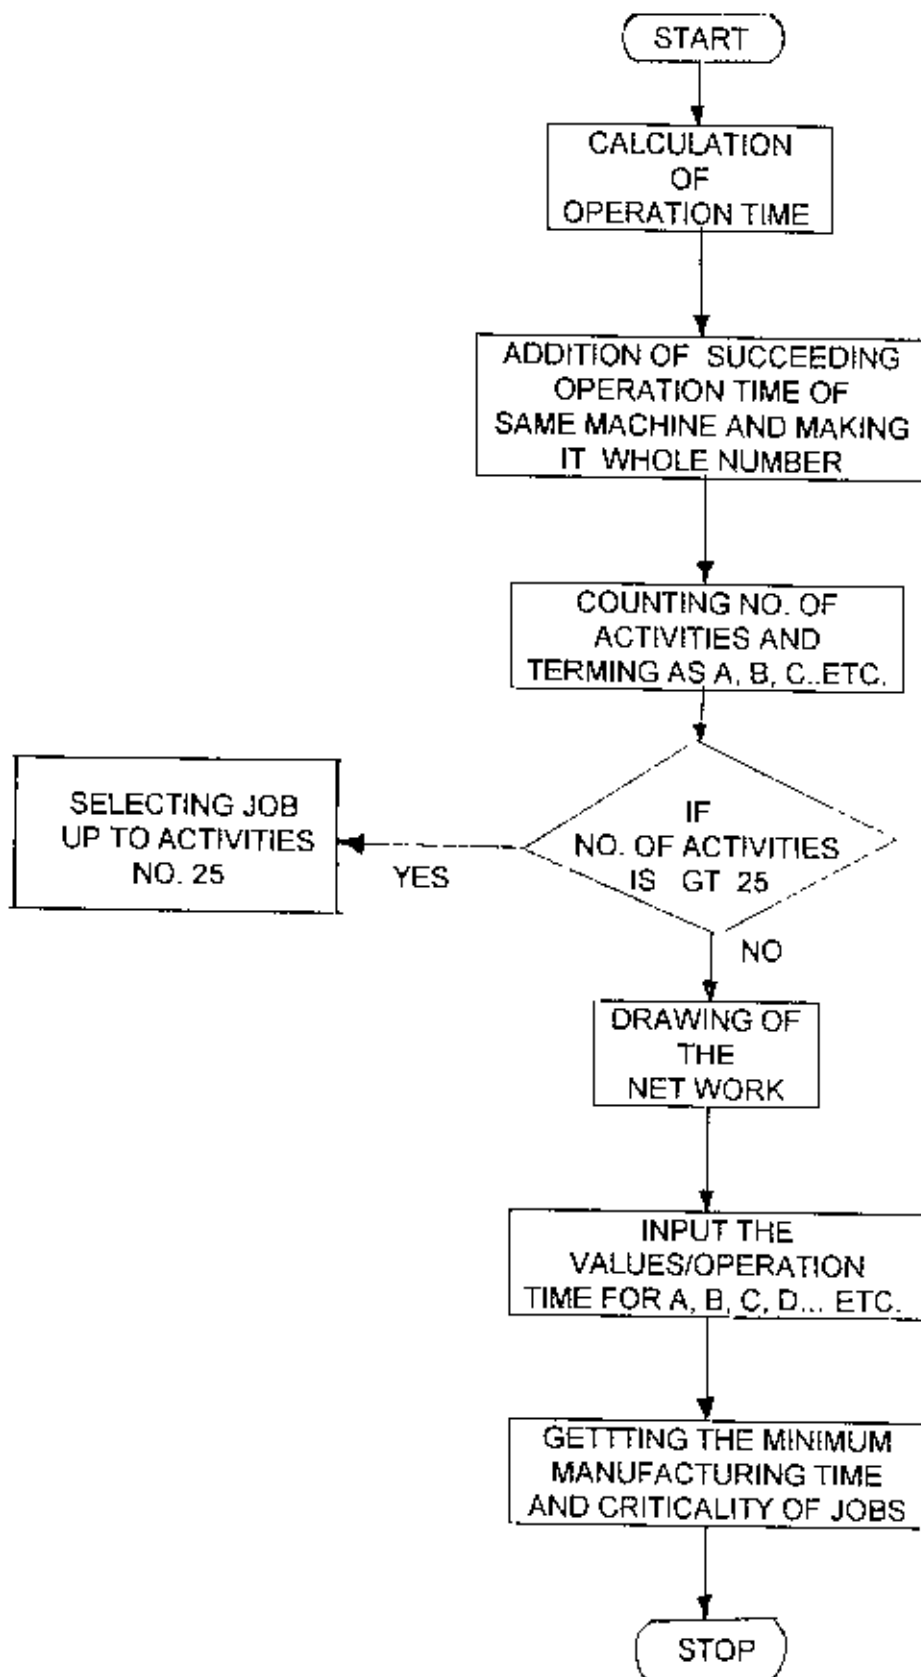 START
CALCULATION
OF
OPERATION TIME
ADDITION OF SUCCEEDING
OPERATION TIME OF
SAME MACHINE AND MAKING
IT WHOLE NUMBER
COUNTING NO. OF
ACTIVITIES AND
TERMING AS A, B, C..ETC.
IF
NO. OF ACTIVITIES
IS GT 25
YES
SELECTING JOB
UP TO ACTIVITIES
NO. 25
NO
DRAWING OF
THE
NET WORK
INPUT THE
VALUES/OPERATION
TIME FOR A, B, C, D... ETC.
GETTTING THE MINIMUM
MANUFACTURING TIME
AND CRITICALITY OF JOBS
STOP